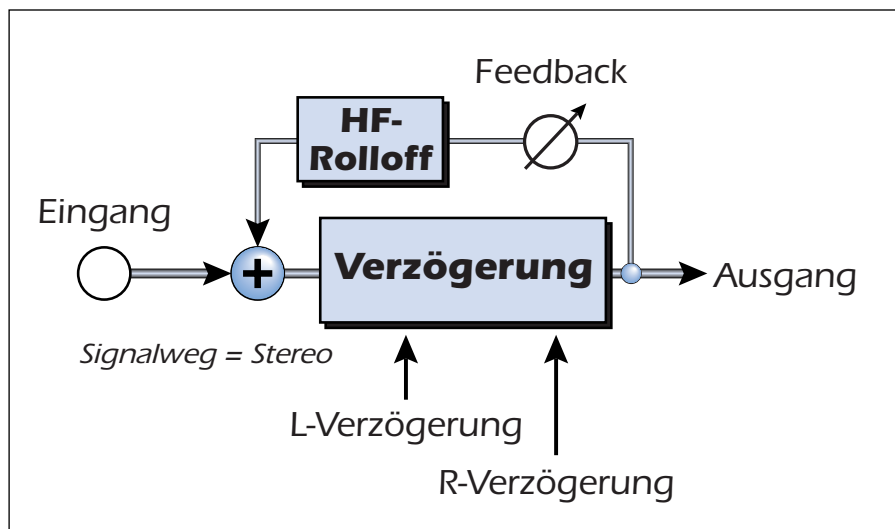 Feedback
HF-
Rolloff
Eingang
+
Verzögerung
Ausgang
Signalweg = Stereo
L-Verzögerung
R-Verzögerung